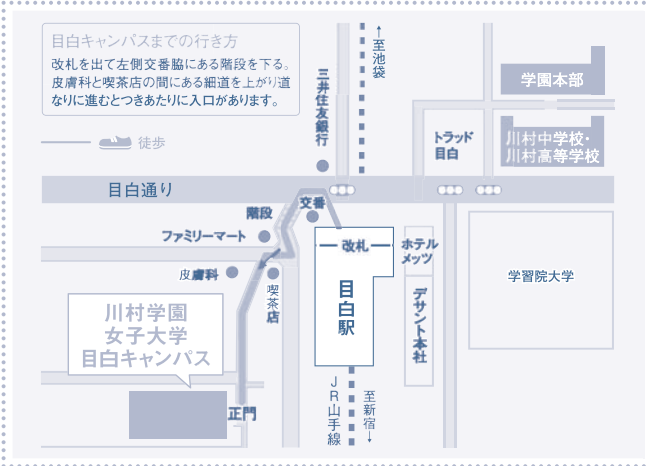 目白キャンパスまでの行き方
改札を出て左側交番脇にある階段を下る。
皮膚科と喫茶店の間にある細道を上がり道
なりに進むとつきあたりに入口があります。
徒歩
↑至池袋
三井住友銀行
学園本部
トラッド
目白
川村中学校・
川村高等学校
目白通り
階段
交番
ファミリーマート
改札
ホテル
メッツ
皮膚科
喫茶店
目白駅
デサント本社
学習院大学
川村学園
女子大学
目白キャンパス
正門
JR山手線
至新宿↓